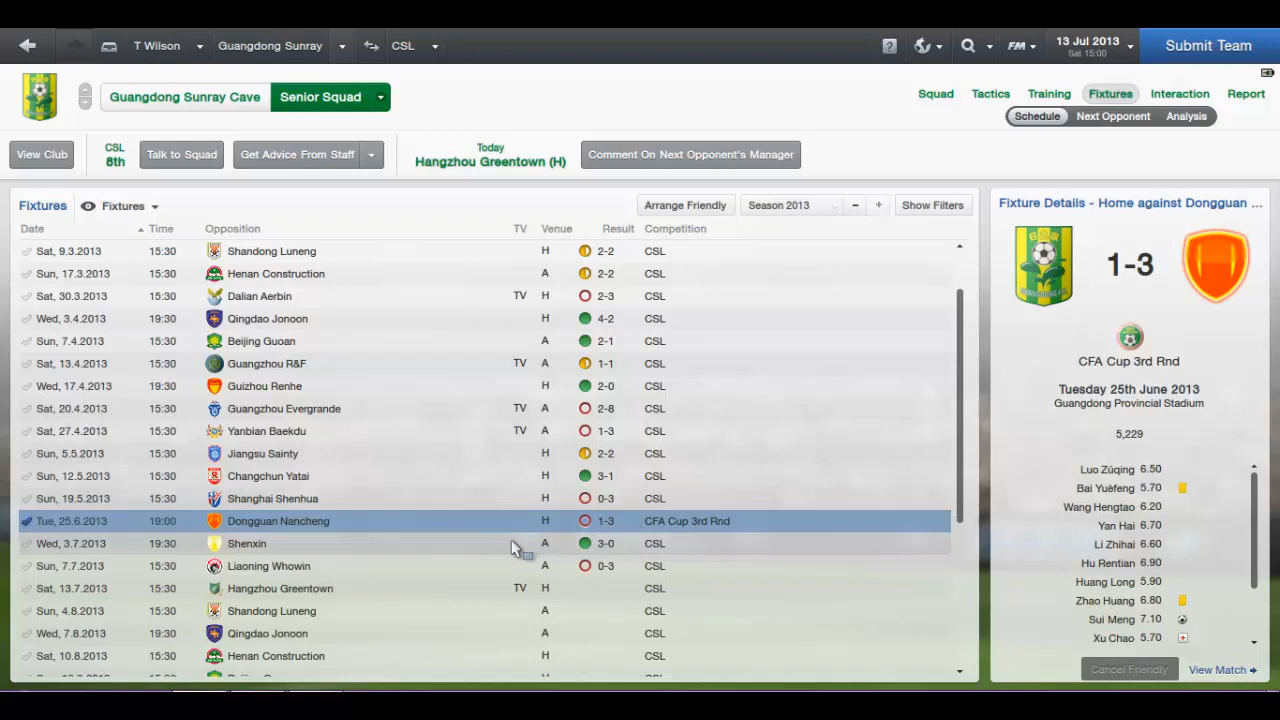 T Wilson Guangdong Sunray CSL ? FM 13 Jul 2013 Submit Team
Sat 15:00
Guangdong Sunray Cave Senior Squad Squad Tactics Training Fixtures Interaction Report
Schedule Next Opponent Analysis
View Club CSL 8th Talk to Squad Get Advice From Staff Today Hangzhou Greentown (H) Comment On Next Opponent's Manager
Fixtures Fixtures Arrange Friendly Season 2013 - + Show Filters
Date Time Opposition TV Venue Result Competition
Sat, 9.3.2013 15:30 Shandong Luneng H 2-2 CSL
Sun, 17.3.2013 15:30 Henan Construction A 2-2 CSL
Sat, 30.3.2013 15:30 Dalian Aerbin TV H 2-3 CSL
Wed, 3.4.2013 19:30 Qingdao Jonoon H 4-2 CSL
Sun, 7.4.2013 15:30 Beijing Guoan A 2-1 CSL
Sat, 13.4.2013 15:30 Guangzhou R&F TV A 1-1 CSL
Wed, 17.4.2013 19:30 Guizhou Renhe H 2-0 CSL
Sat, 20.4.2013 15:30 Guangzhou Evergrande TV A 2-8 CSL
Sat, 27.4.2013 15:30 Yanbian Baekdu TV A 1-3 CSL
Sun, 5.5.2013 15:30 Jiangsu Sainty H 2-2 CSL
Sun, 12.5.2013 15:30 Changchun Yatai H 3-1 CSL
Sun, 19.5.2013 15:30 Shanghai Shenhua H 0-3 CSL
Tue, 25.6.2013 19:00 Dongguan Nancheng H 1-3 CFA Cup 3rd Rnd
Wed, 3.7.2013 19:30 Shenxin A 3-0 CSL
Sun, 7.7.2013 15:30 Liaoning Whowin A 0-3 CSL
Sat, 13.7.2013 15:30 Hangzhou Greentown TV H CSL
Sun, 4.8.2013 15:30 Shandong Luneng A CSL
Wed, 7.8.2013 19:30 Qingdao Jonoon A CSL
Sat, 10.8.2013 15:30 Henan Construction H CSL
Fixture Details - Home against Dongguan ...
1-3
CFA Cup 3rd Rnd
Tuesday 25th June 2013
Guangdong Provincial Stadium
5,229
Luo Zúqing 6.50
Bai Yuèfeng 5.70
Wang Hengtao 6.20
Yan Hai 6.70
Li Zhihai 6.60
Hu Rentian 6.90
Huang Long 5.90
Zhao Huang 6.80
Sui Meng 7.10
Xu Chao 5.70
Cancel Friendly View Match